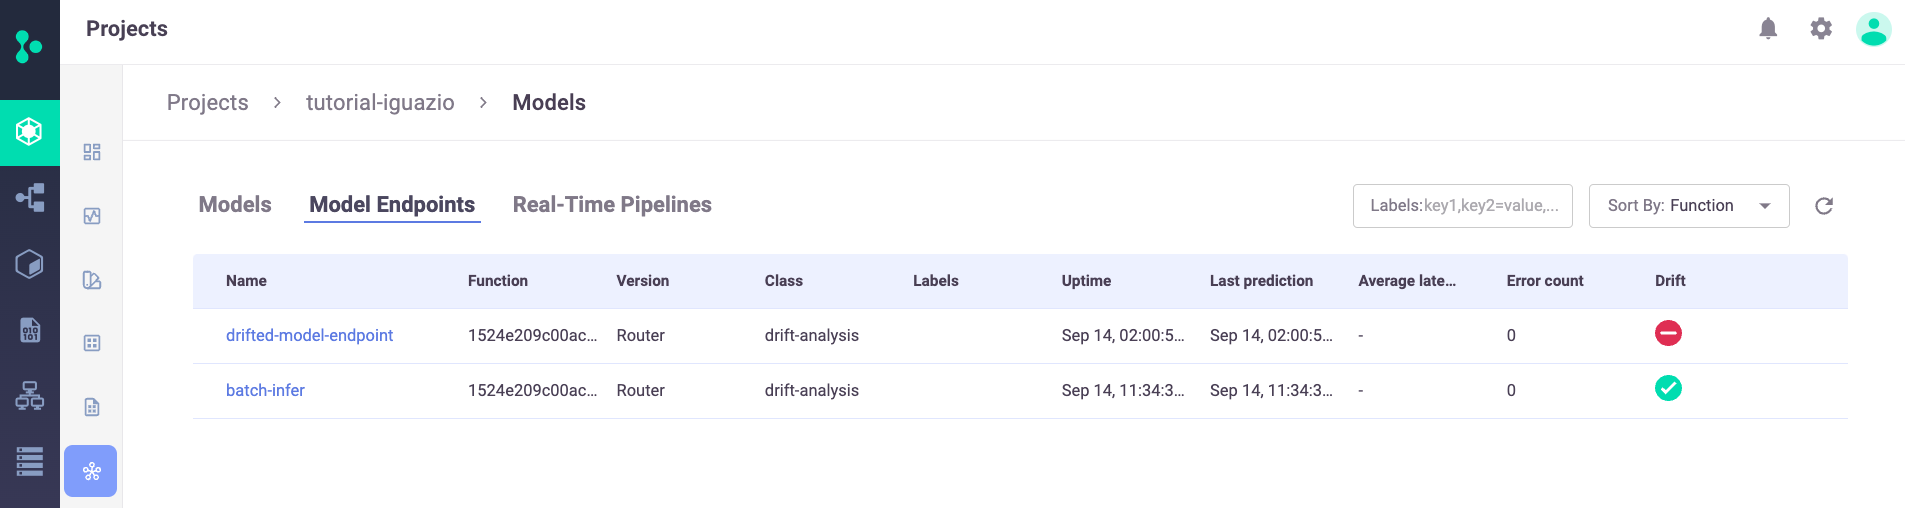 Projects
Projects > tutorial-iguazio > Models
Models Model Endpoints Real-Time Pipelines Labels:key1,key2=value,... Sort By: Function
Name Function Version Class Labels Uptime Last prediction Average late... Error count Drift
drifted-model-endpoint 1524e209c00ac... Router drift-analysis Sep 14, 02:00:5... Sep 14, 02:00:5... - 0
batch-infer 1524e209c00ac... Router drift-analysis Sep 14, 11:34:3... Sep 14, 11:34:3... - 0